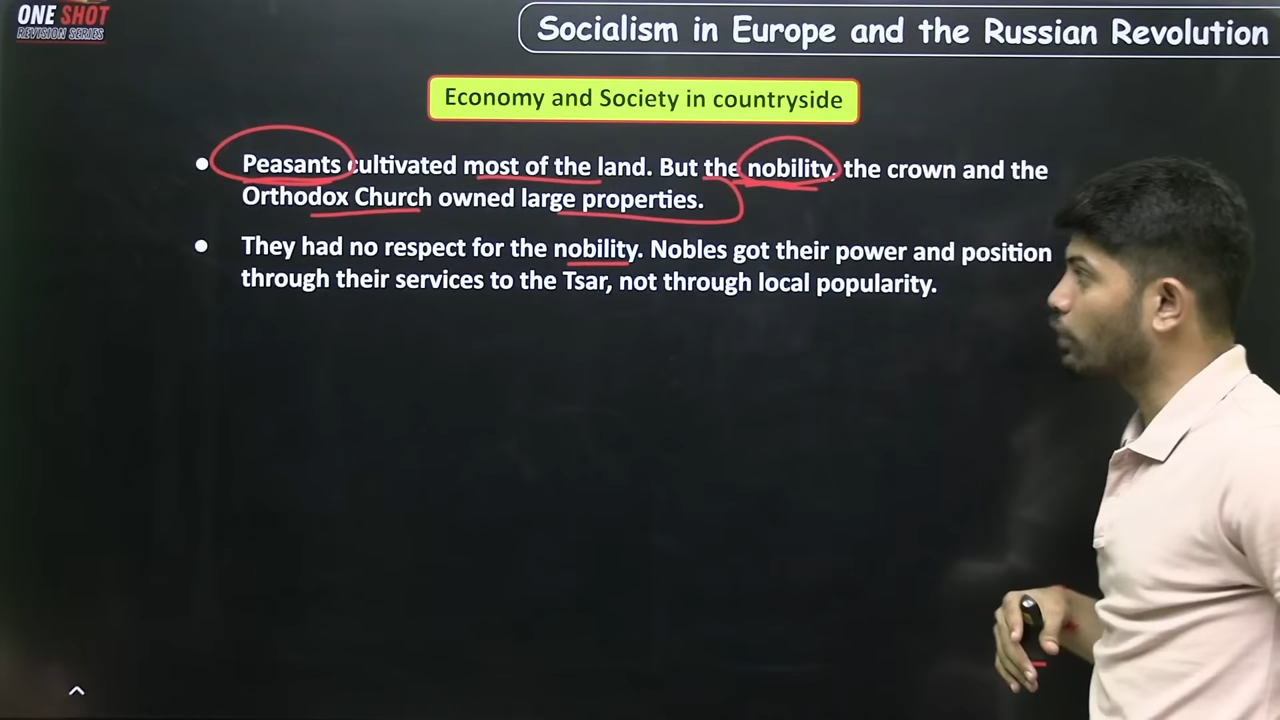 ONE SHOT
REVISION SERIES
Socialism in Europe and the Russian Revolution
Economy and Society in countryside
• Peasants cultivated most of the land. But the nobility, the crown and the
Orthodox Church owned large properties.
• They had no respect for the nobility. Nobles got their power and position
through their services to the Tsar, not through local popularity.